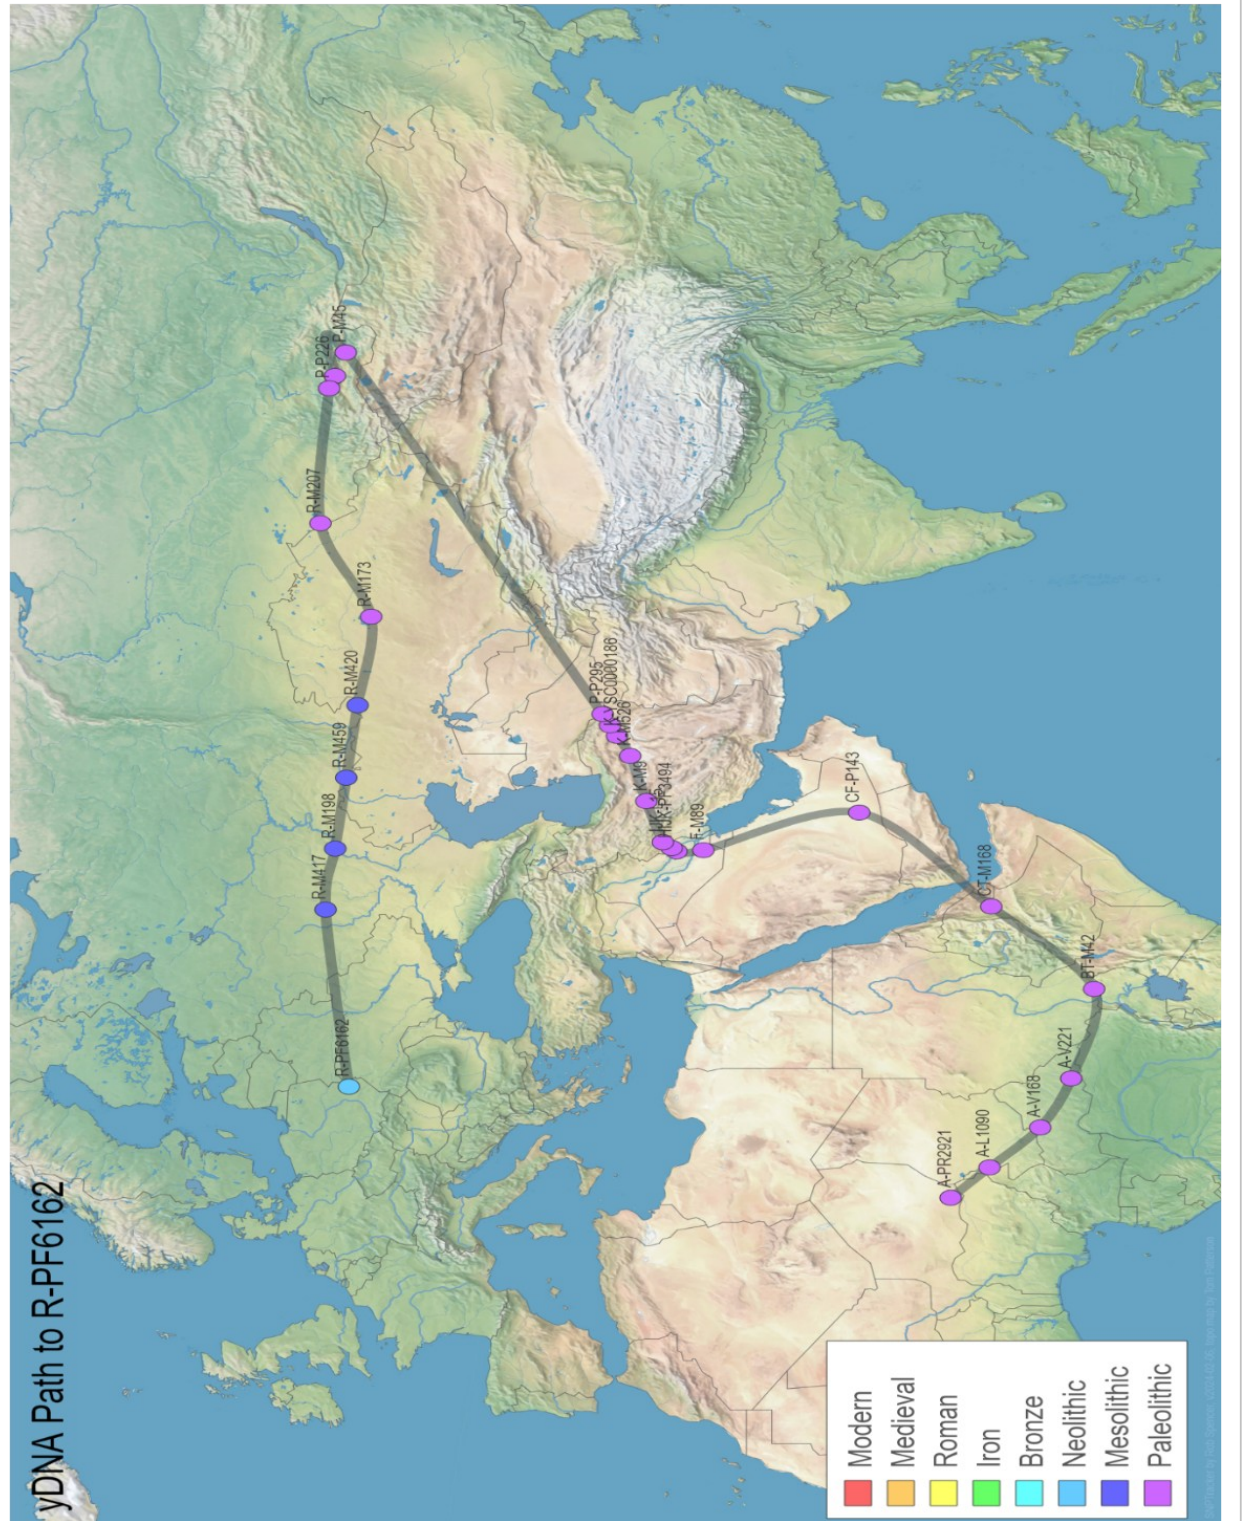 yDNA Path to R-PF6162
R-PF6162
R-M417
R-M198
R-M459
R-M420
R-M173
R-M207
P-P226
P-M45
P-P295
K-M9
F-M89
CF-P143
CT-M168
BT-M42
A-V221
A-V168
A-L1090
A-PR2921
Modern
Medieval
Roman
Iron
Bronze
Neolithic
Mesolithic
Paleolithic